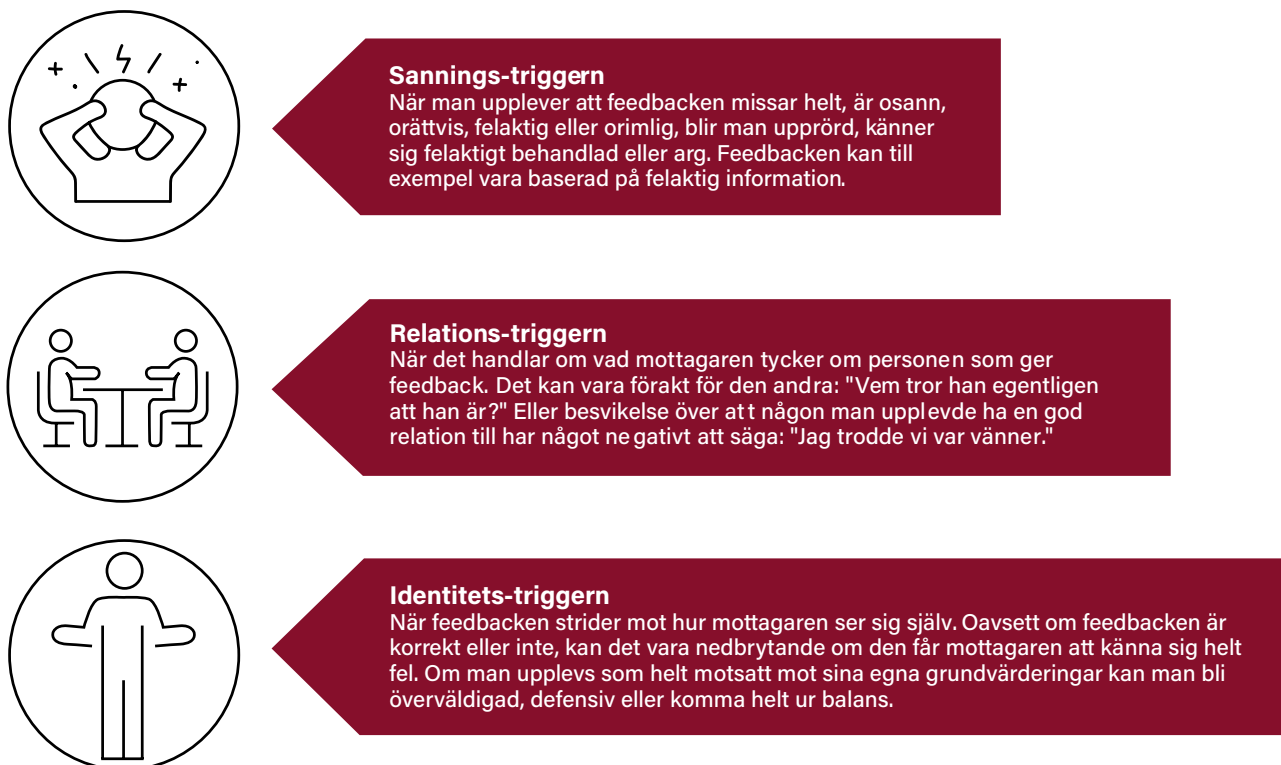 Sannings-triggern
När man upplever att feedbacken missar helt, är osann,
orättvis, felaktig eller orimlig, blir man upprörd, känner
sig felaktigt behandlad eller arg. Feedbacken kan till
exempel vara baserad på felaktig information.
Relations-triggern
När det handlar om vad mottagaren tycker om personen som ger
feedback. Det kan vara förakt för den andra: "Vem tror han egentligen
att han är?" Eller besvikelse över att någon man upplevde ha en god
relation till har något negativt att säga: "Jag trodde vi var vänner."
Identitets-triggern
När feedbacken strider mot hur mottagaren ser sig själv. Oavsett om feedbacken är
korrekt eller inte, kan det vara nedbrytande om den får mottagaren att känna sig helt
fel. Om man upplevs som helt motsatt mot sina egna grundvärderingar kan man bli
överväldigad, defensiv eller komma helt ur balans.